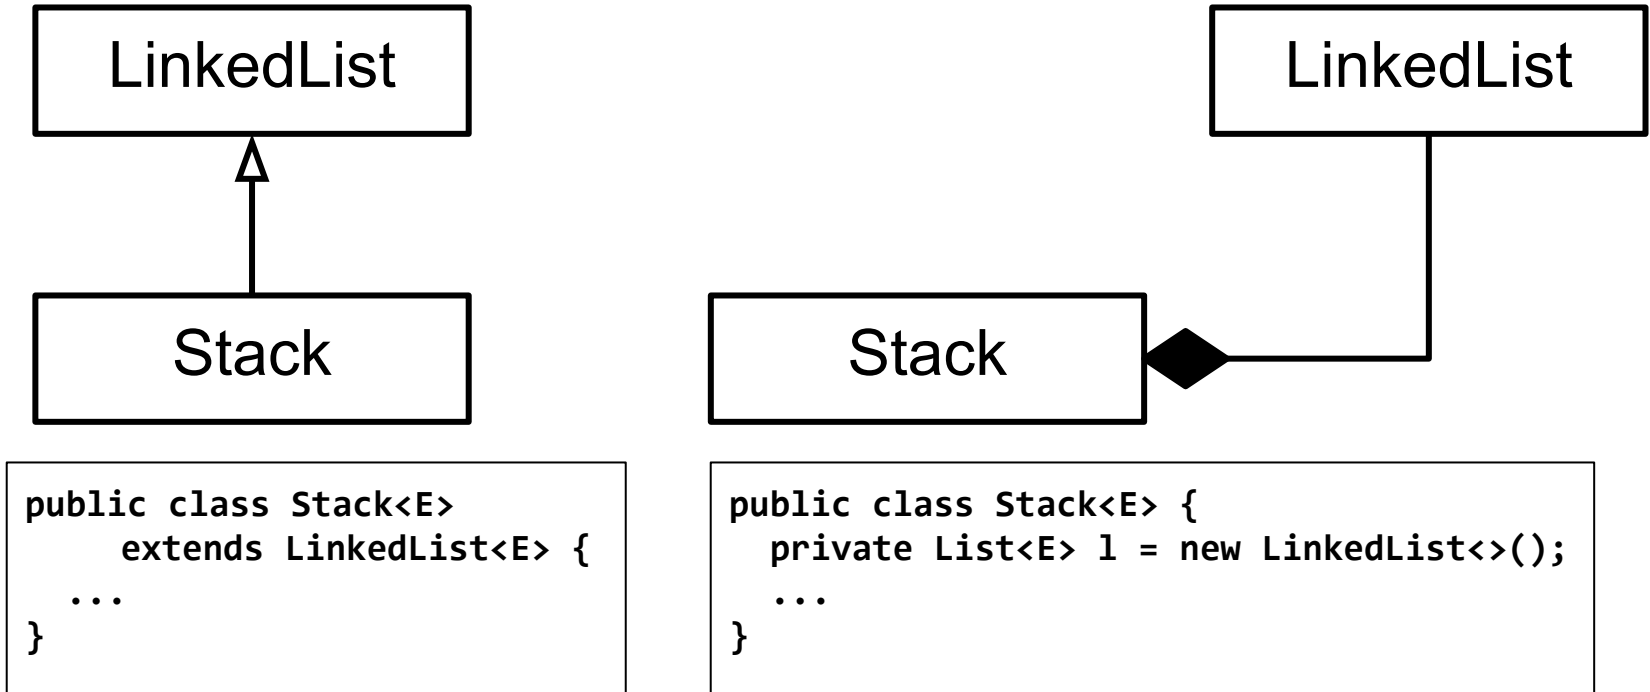 LinkedList
LinkedList
Stack
Stack
public class Stack<E>
     extends LinkedList<E> {
  ...
}
public class Stack<E> {
  private List<E> l = new LinkedList<>();
  ...
}